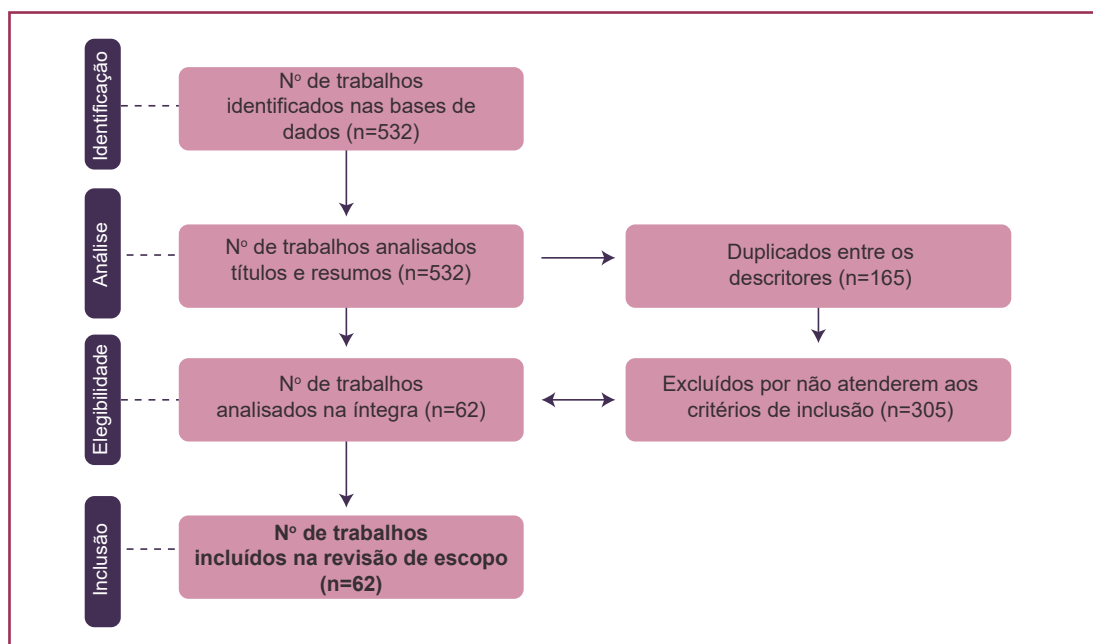 Identificação
Nº de trabalhos
identificados nas bases de
dados (n=532)
Análise
Nº de trabalhos analisados
títulos e resumos (n=532)
Duplicados entre os
descritores (n=165)
Elegibilidade
Nº de trabalhos
analisados na íntegra (n=62)
Excluídos por não atenderem aos
critérios de inclusão (n=305)
Inclusão
Nº de trabalhos
incluídos na revisão de escopo
(n=62)